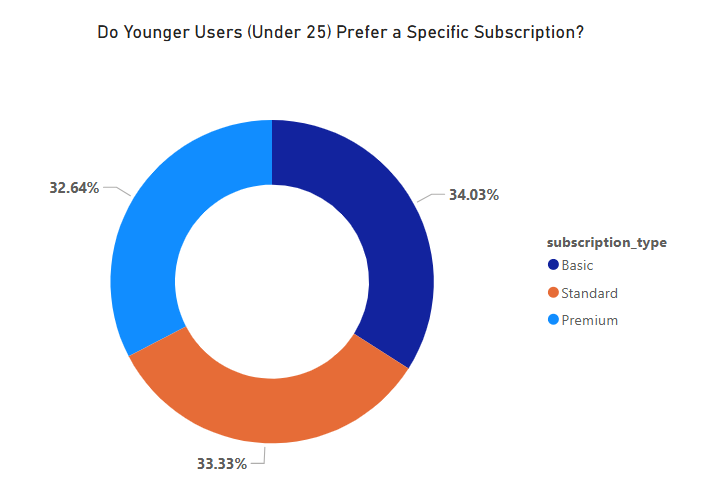 Do Younger Users (Under 25) Prefer a Specific Subscription?
32.64%
34.03%
33.33%
subscription_type
Basic
Standard
Premium